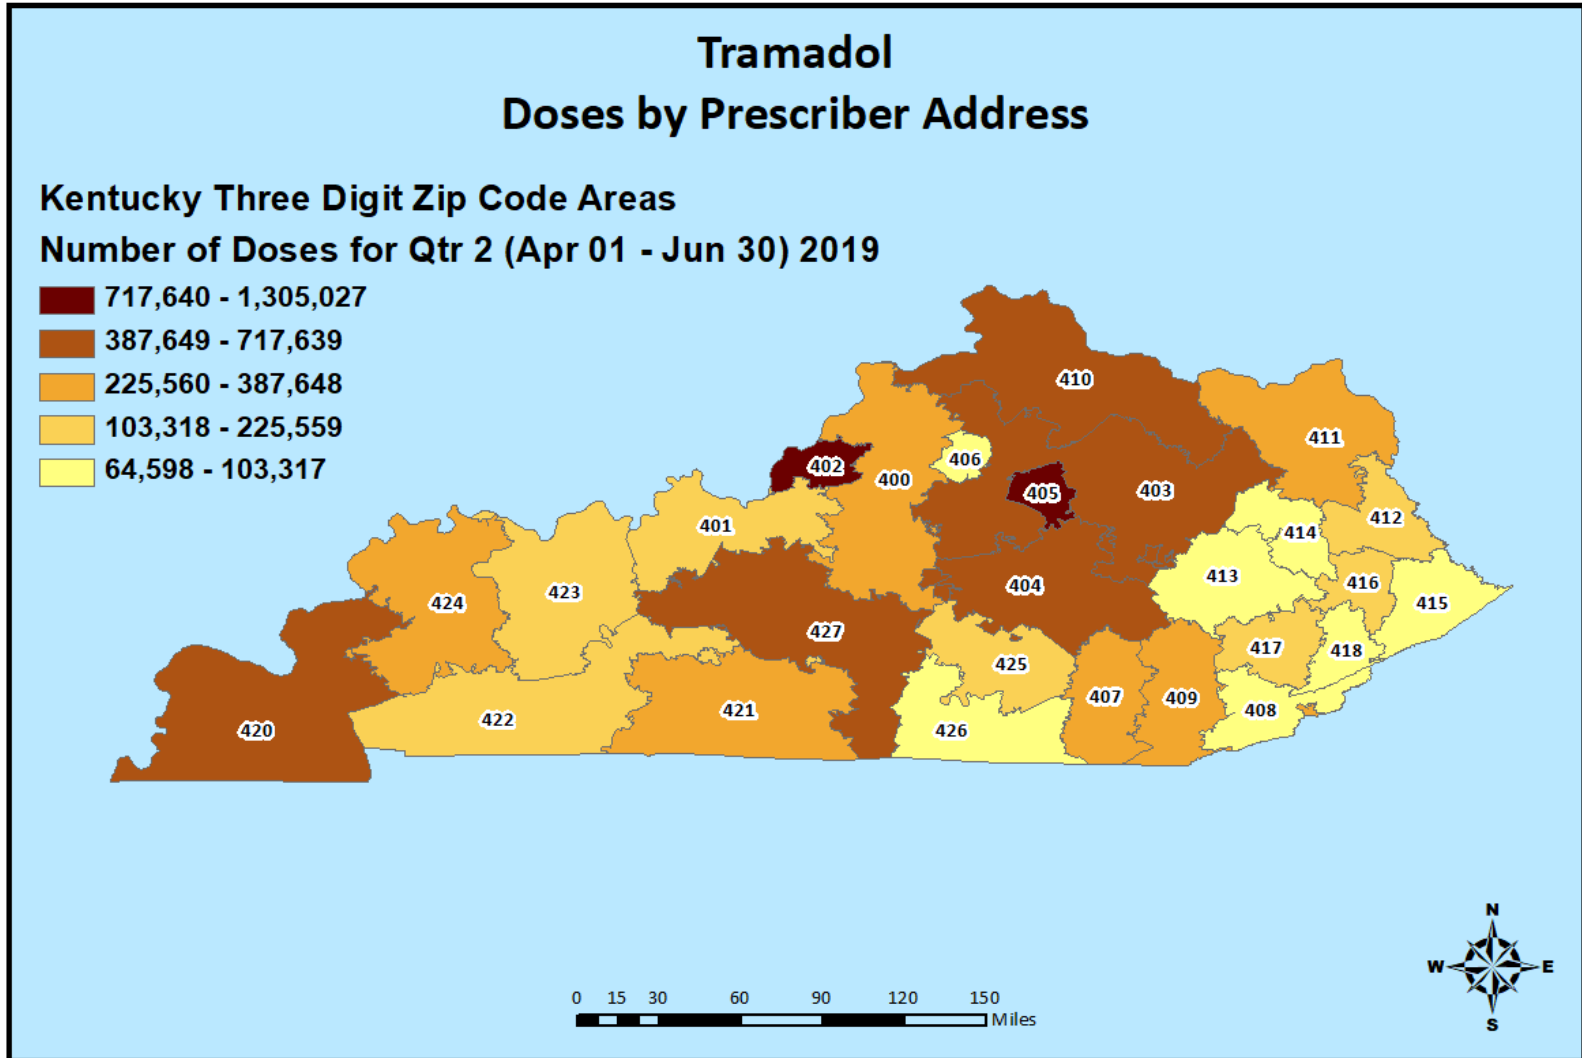 Tramadol
Doses by Prescriber Address
Kentucky Three Digit Zip Code Areas
Number of Doses for Qtr 2 (Apr 01 - Jun 30) 2019
717,640 - 1,305,027
387,649 - 717,639
225,560 - 387,648
103,318 - 225,559
64,598 - 103,317
410
411
406
402
400
405
403
412
401
414
413
416
424
423
404
415
427
417
418
425
407
409
421
408
422
420
426
N
W E
S
0 15 30 60 90 120 150
Miles